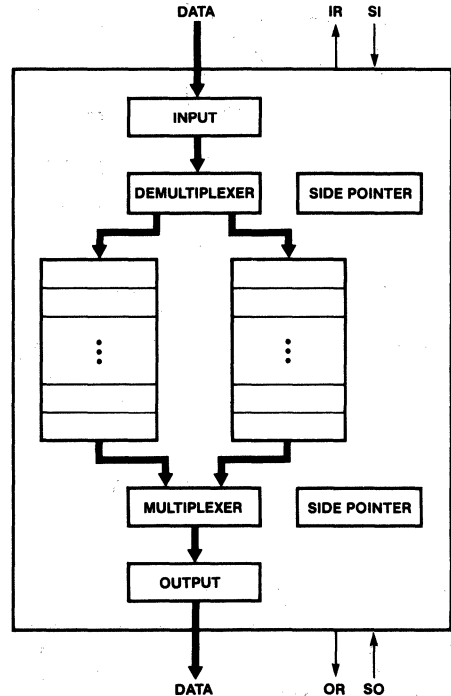 DATA IR SI
INPUT
DEMULTIPLEXER SIDE POINTER
MULTIPLEXER SIDE POINTER
OUTPUT
DATA OR SO